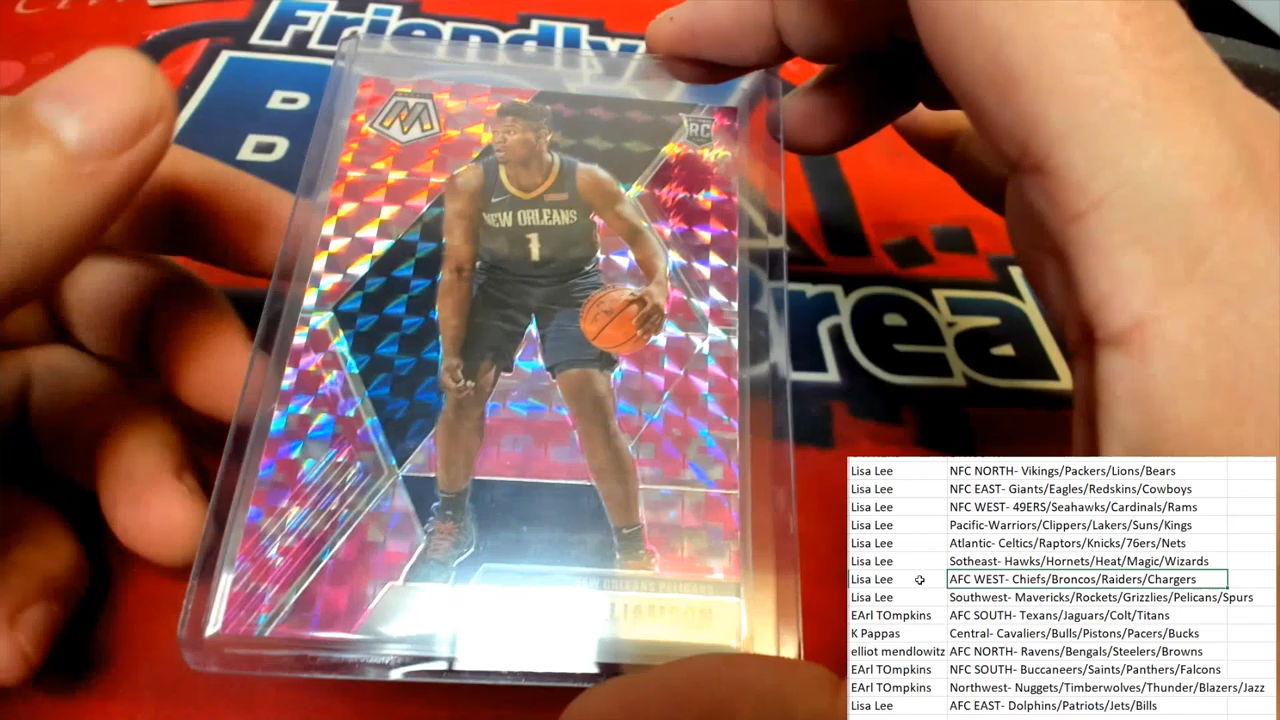 Friendly
B
D
Brea
M
RC
NEW ORLEANS
1
NEW ORLEANS PELICANS
LIAMSON
Lisa Lee NFC NORTH- Vikings/Packers/Lions/Bears
Lisa Lee NFC EAST- Giants/Eagles/Redskins/Cowboys
Lisa Lee NFC WEST- 49ERS/Seahawks/Cardinals/Rams
Lisa Lee Pacific-Warriors/Clippers/Lakers/Suns/Kings
Lisa Lee Atlantic- Celtics/Raptors/Knicks/76ers/Nets
Lisa Lee Sotheast- Hawks/Hornets/Heat/Magic/Wizards
Lisa Lee AFC WEST- Chiefs/Broncos/Raiders/Chargers
Lisa Lee Southwest- Mavericks/Rockets/Grizzlies/Pelicans/Spurs
EArl TOmpkins AFC SOUTH- Texans/Jaguars/Colt/Titans
K Pappas Central- Cavaliers/Bulls/Pistons/Pacers/Bucks
elliot mendlowitz AFC NORTH- Ravens/Bengals/Steelers/Browns
EArl TOmpkins NFC SOUTH- Buccaneers/Saints/Panthers/Falcons
EArl TOmpkins Northwest- Nuggets/Timberwolves/Thunder/Blazers/Jazz
Lisa Lee AFC EAST- Dolphins/Patriots/Jets/Bills